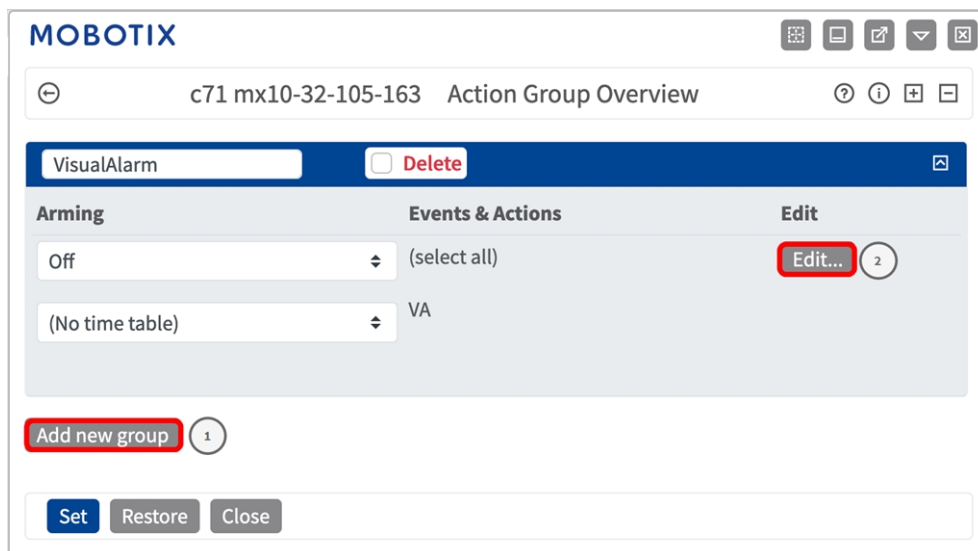 MOBOTIX
c71 mx10-32-105-163 Action Group Overview
VisualAlarm Delete
Arming Events & Actions Edit
Off (select all) Edit... 2
(No time table) VA
Add new group 1
Set Restore Close